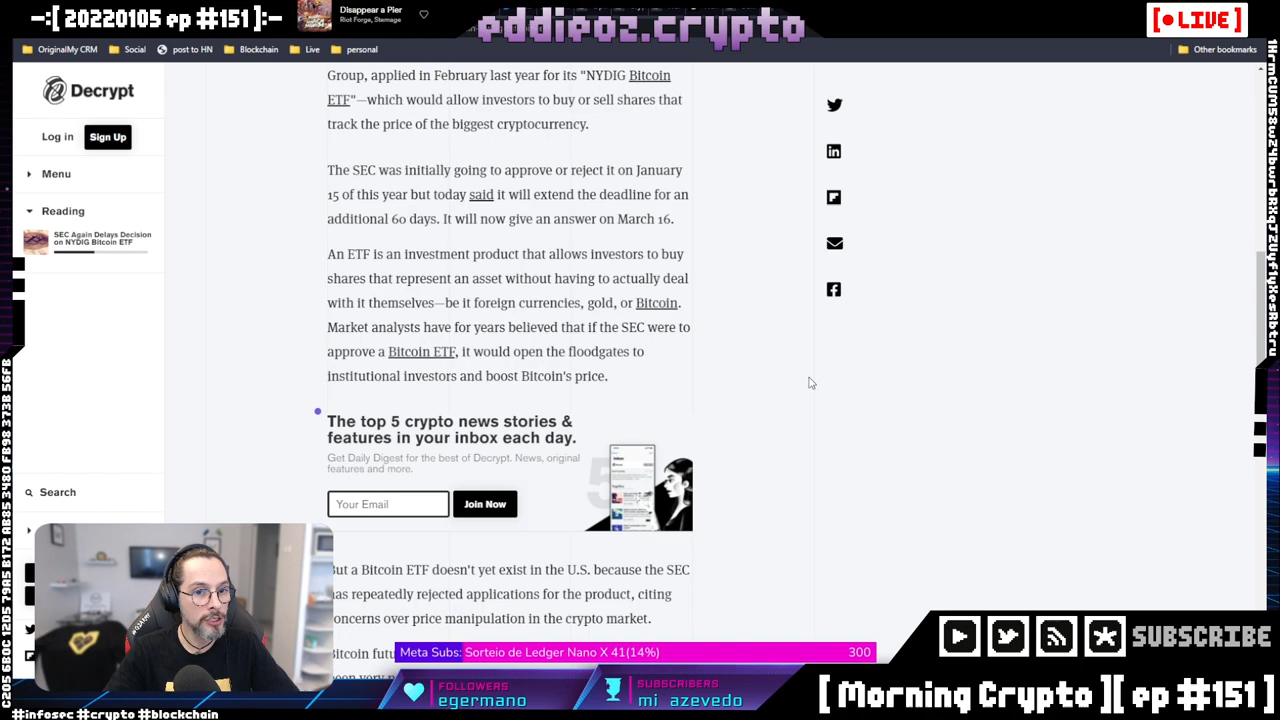 -:[ 20220105 ep #151]:-
Disappear a Pier
Riot Forge, Stemage
eddieoz.crypto
[● LIVE]
OriginalMy CRM
Social
post to HN
Blockchain
Live
personal
Other bookmarks
Decrypt
Log in
Sign Up
Menu
Reading
SEC Again Delays Decision
on NYDIG Bitcoin ETF
Search
Group, applied in February last year for its "NYDIG Bitcoin
ETF"—which would allow investors to buy or sell shares that
track the price of the biggest cryptocurrency.
The SEC was initially going to approve or reject it on January
15 of this year but today said it will extend the deadline for an
additional 60 days. It will now give an answer on March 16.
An ETF is an investment product that allows investors to buy
shares that represent an asset without having to actually deal
with it themselves—be it foreign currencies, gold, or Bitcoin.
Market analysts have for years believed that if the SEC were to
approve a Bitcoin ETF, it would open the floodgates to
institutional investors and boost Bitcoin's price.
The top 5 crypto news stories &
features in your inbox each day.
Get Daily Digest for the best of Decrypt. News, original
features and more.
Your Email
Join Now
But a Bitcoin ETF doesn't yet exist in the U.S. because the SEC
has repeatedly rejected applications for the product, citing
concerns over price manipulation in the crypto market.
Bitcoin futu
Meta Subs: Sorteio de Ledger Nano X 41(14%)
300
FOLLOWERS
egermano
SUBSCRIBERS
mi_azevedo
SUBSCRIBE
[ Morning Crypto ][ ep #151 ]
#infosec #crypto #blockchain